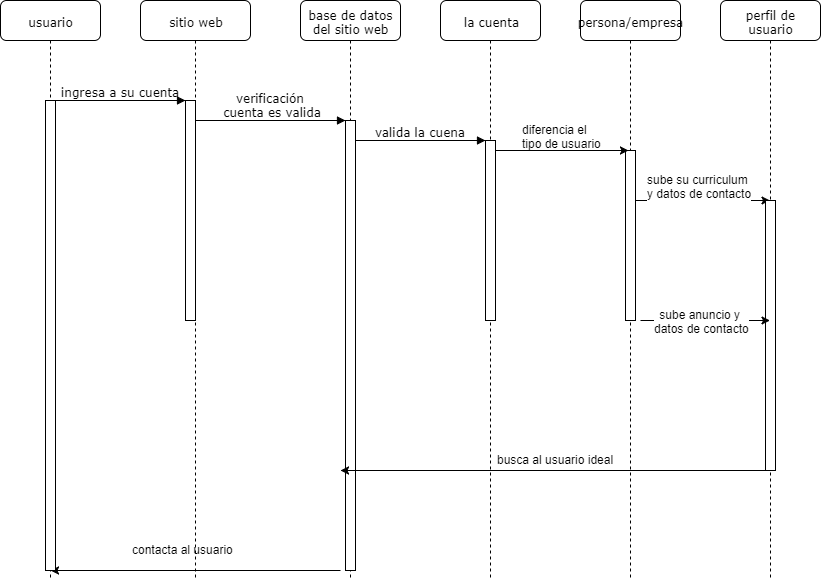 usuario
sitio web
base de datos
del sitio web
la cuenta
persona/empresa
perfil de
usuario
ingresa a su cuenta
verificación
cuenta es valida
valida la cuena
diferencia el
tipo de usuario
sube su curriculum
y datos de contacto
sube anuncio y
datos de contacto
busca al usuario ideal
contacta al usuario